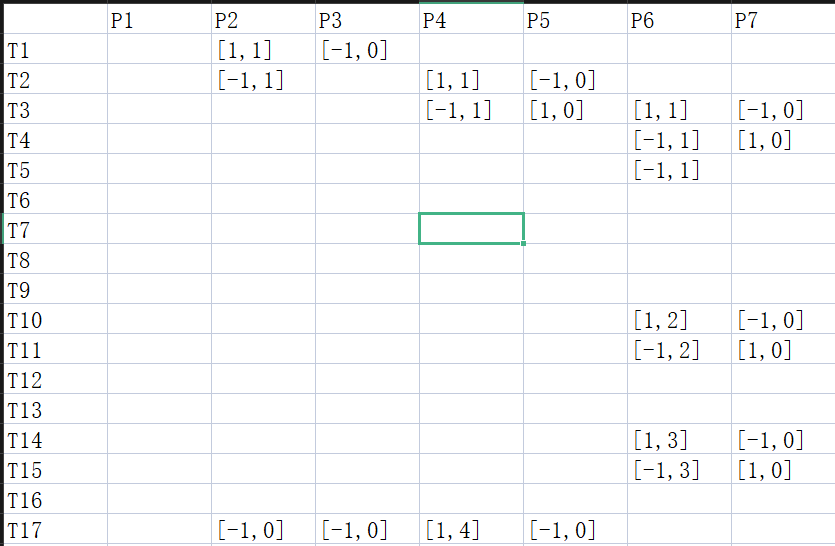 P1 P2 P3 P4 P5 P6 P7
T1 [1,1] [-1,0]
T2 [-1,1] [1,1] [-1,0]
T3 [-1,1] [1,0] [1,1] [-1,0]
T4 [-1,1] [1,0]
T5 [-1,1]
T6
T7
T8
T9
T10 [1,2] [-1,0]
T11 [-1,2] [1,0]
T12
T13
T14 [1,3] [-1,0]
T15 [-1,3] [1,0]
T16
T17 [-1,0] [-1,0] [1,4] [-1,0]